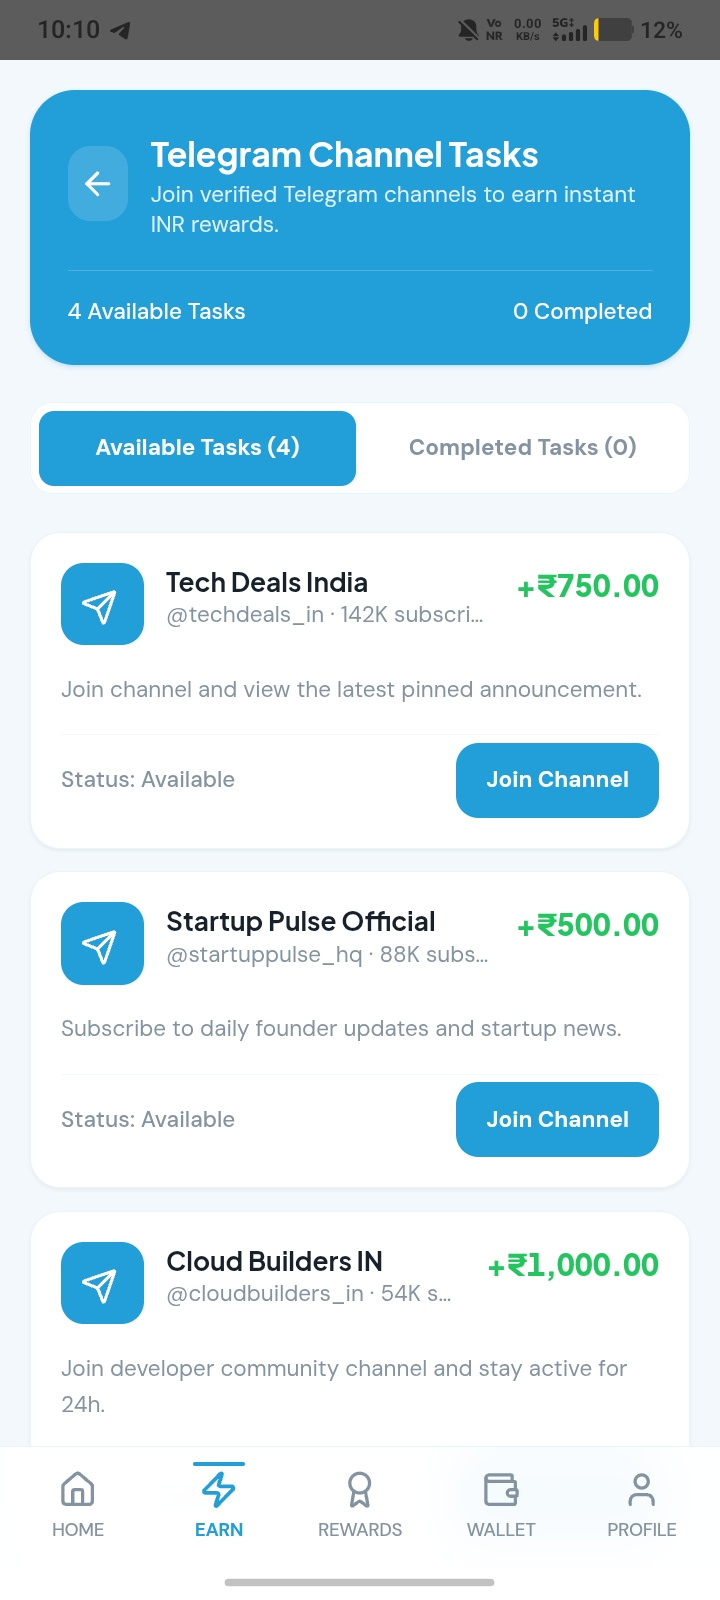 10:10
Vo
NR
0.00
KB/s
5G
12%
Telegram Channel Tasks
Join verified Telegram channels to earn instant
INR rewards.
4 Available Tasks
0 Completed
Available Tasks (4)
Completed Tasks (0)
Tech Deals India
+₹750.00
@techdeals_in · 142K subscri...
Join channel and view the latest pinned announcement.
Status: Available
Join Channel
Startup Pulse Official
+₹500.00
@startuppulse_hq · 88K subs...
Subscribe to daily founder updates and startup news.
Status: Available
Join Channel
Cloud Builders IN
+₹1,000.00
@cloudbuilders_in · 54K s...
Join developer community channel and stay active for
24h.
HOME
EARN
REWARDS
WALLET
PROFILE